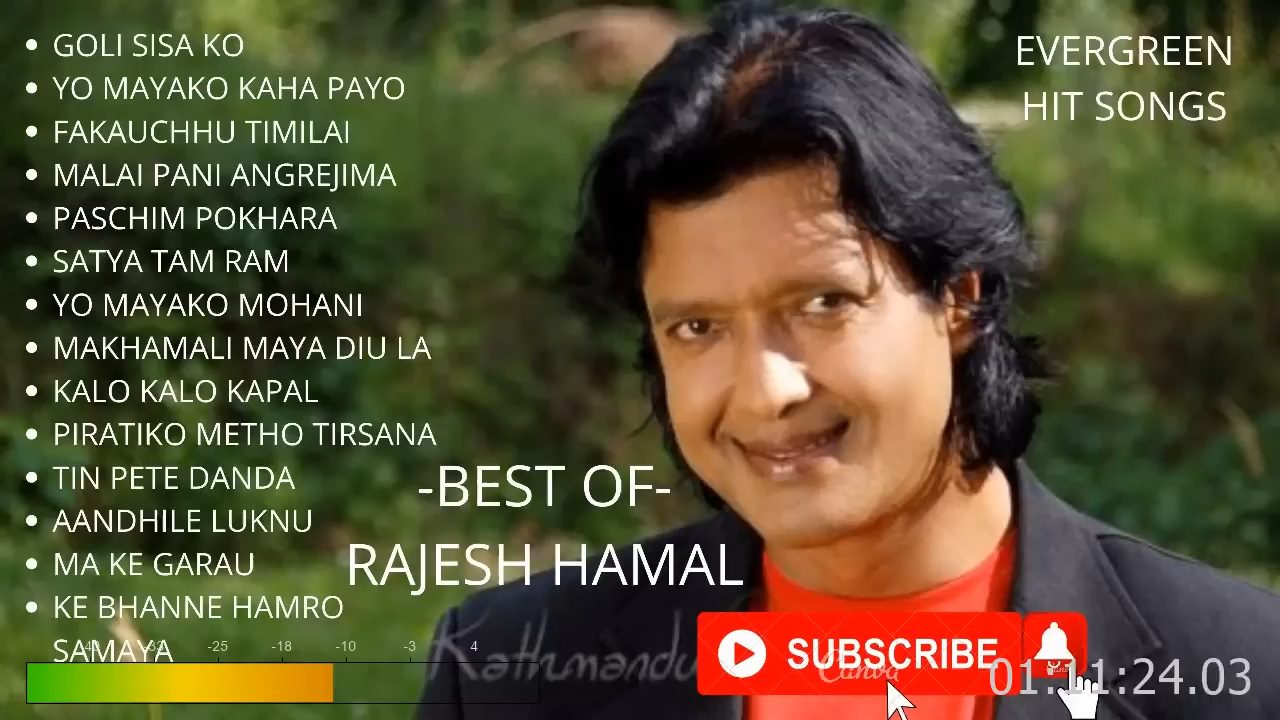 GOLI SISA KO
YO MAYAKO KAHA PAYO
FAKAUCHHU TIMILAI
MALAI PANI ANGREJIMA
PASCHIM POKHARA
SATYA TAM RAM
YO MAYAKO MOHANI
MAKHAMALI MAYA DIU LA
KALO KALO KAPAL
PIRATIKO METHO TIRSANA
TIN PETE DANDA
AANDHILE LUKNU
MA KE GARAU
KE BHANNE HAMRO
SAMAYA
EVERGREEN
HIT SONGS
-BEST OF-
RAJESH HAMAL
Kathmandu
SUBSCRIBE
Canva
-25 -18 -10 -3 4
01:11:24.03